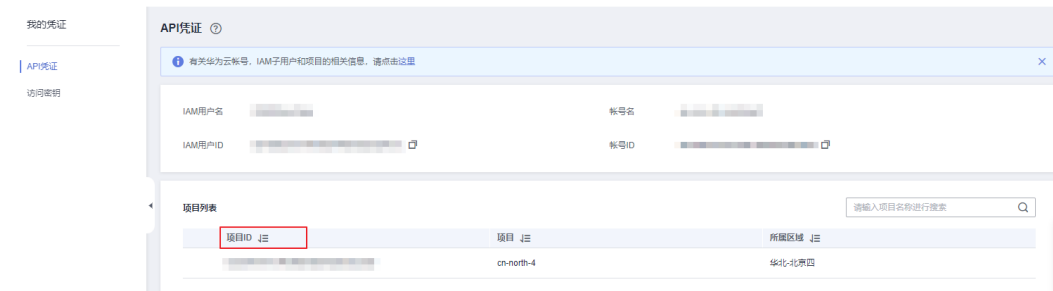 我的凭证
API凭证
访问密钥
API凭证
有关华为云帐号，IAM子用户和项目的相关信息，请点击这里
IAM用户名
帐号名
IAM用户ID
帐号ID
项目列表
请输入项目名称进行搜索
项目ID 项目 所属区域
cn-north-4 华北-北京四